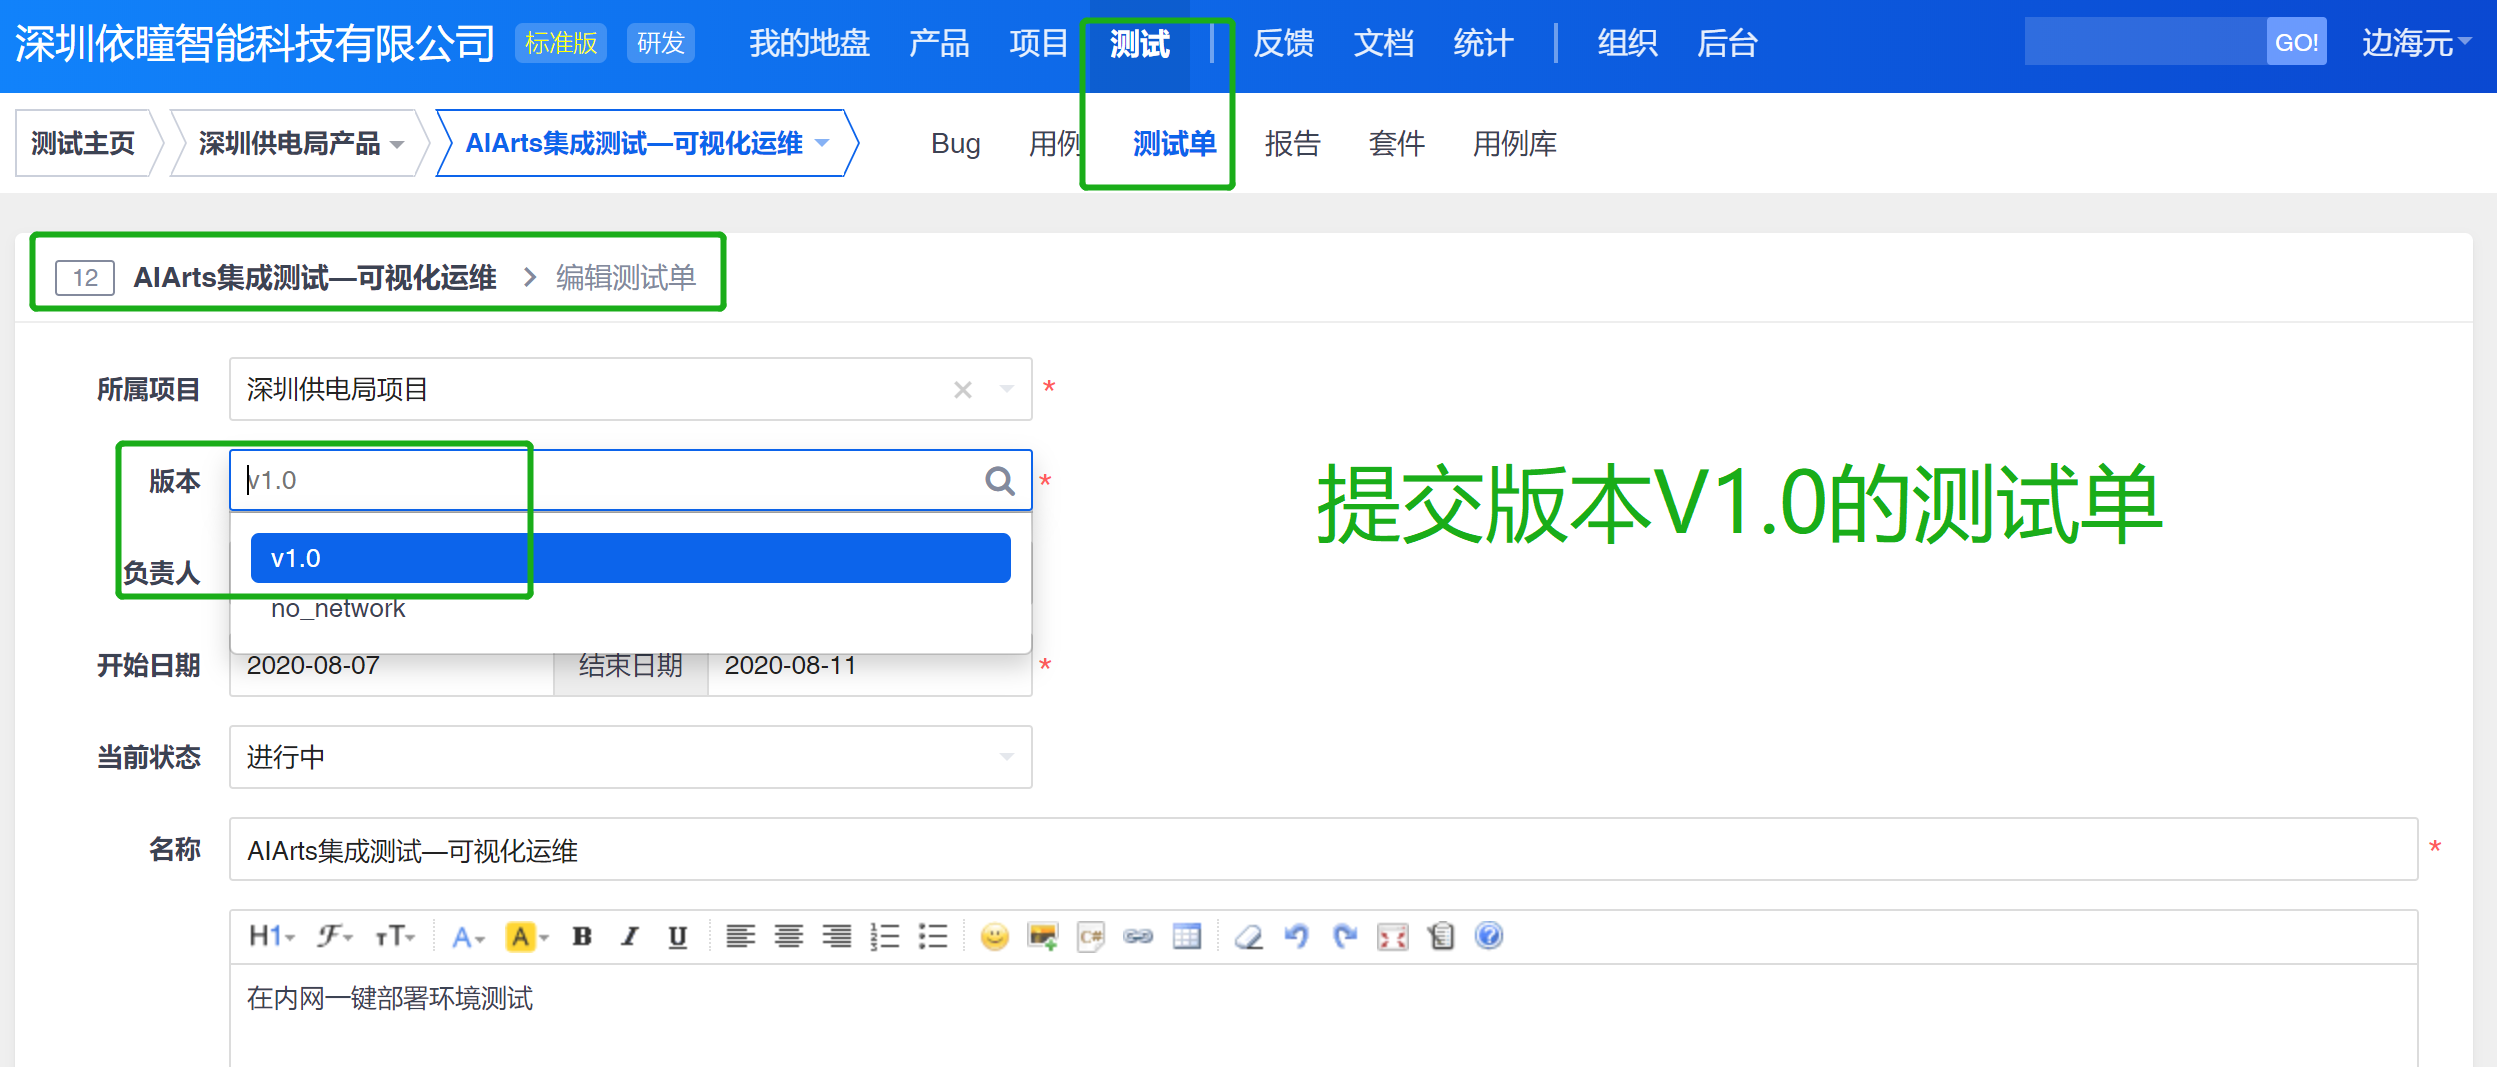 深圳依瞳智能科技有限公司 标准版 研发 我的地盘 产品 项目 测试 反馈 文档 统计 组织 后台 GO! 边海元
测试主页 深圳供电局产品 AIArts集成测试—可视化运维 Bug 用例 测试单 报告 套件 用例库
12 AIArts集成测试—可视化运维 > 编辑测试单
所属项目 深圳供电局项目 *
版本 v1.0 *
提交版本V1.0的测试单
v1.0
负责人
no_network
开始日期 2020-08-07 结束日期 2020-08-11 *
当前状态 进行中
名称 AIArts集成测试—可视化运维 *
H1 F TT A A B I U C# ?
在内网一键部署环境测试